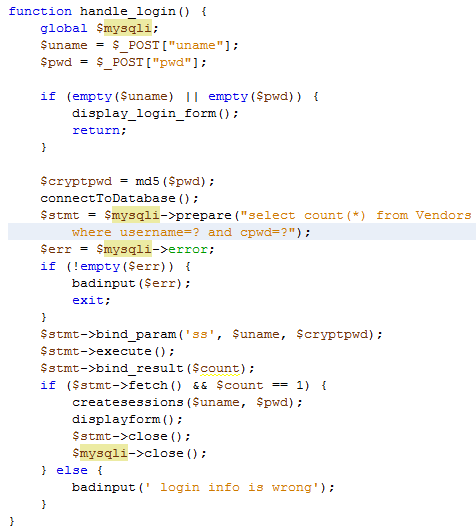 function handle_login() {
    global $mysqli;
    $uname = $_POST["uname"];
    $pwd = $_POST["pwd"];

    if (empty($uname) || empty($pwd)) {
        display_login_form();
        return;
    }

    $cryptpwd = md5($pwd);
    connectToDatabase();
    $stmt = $mysqli->prepare("select count(*) from Vendors
        where username=? and cpwd=?");
    $err = $mysqli->error;
    if (!empty($err)) {
        badinput($err);
        exit;
    }
    $stmt->bind_param('ss', $uname, $cryptpwd);
    $stmt->execute();
    $stmt->bind_result($count);
    if ($stmt->fetch() && $count == 1) {
        createsessions($uname, $pwd);
        displayform();
        $stmt->close();
        $mysqli->close();
    } else {
        badinput(' login info is wrong');
    }
}